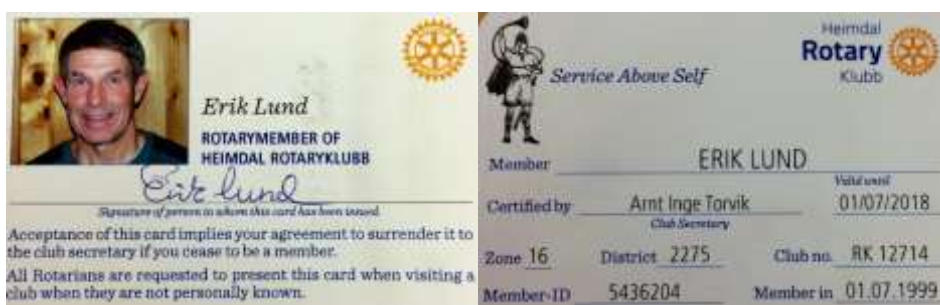 Erik Lund
ROTARYMEMBER OF
HEIMDAL ROTARYKLUBB
Erik Lund
Signature of person to whom this card has been issued
Acceptance of this card implies your agreement to surrender it to
the club secretary if you cease to be a member.
All Rotarians are requested to present this card when visiting a
club when they are not personally known.
Heimdal
Rotary
Klubb
Service Above Self
Member ERIK LUND
Valid until
Certified by Arnt Inge Torvik 01/07/2018
Club Secretary
Zone 16 District 2275 Club no. RK 12714
Member-ID 5436204 Member in 01.07.1999